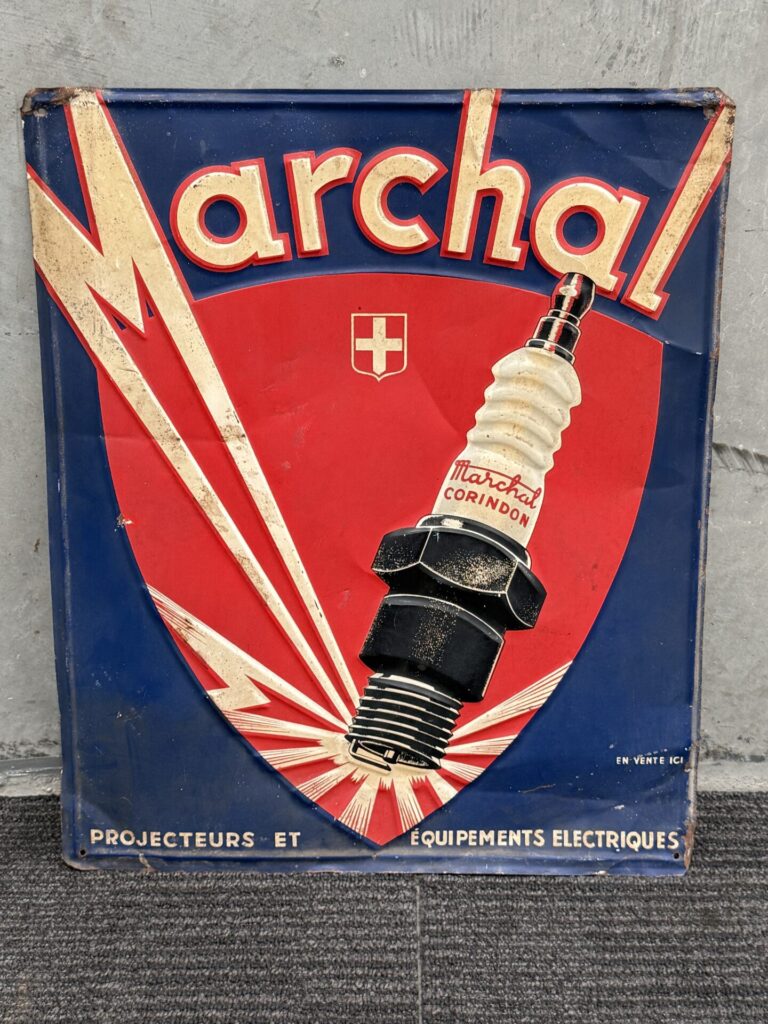 Marchal
Marchal
CORINDON
EN VENTE ICI
PROJECTEURS ET ÉQUIPEMENTS ELECTRIQUES